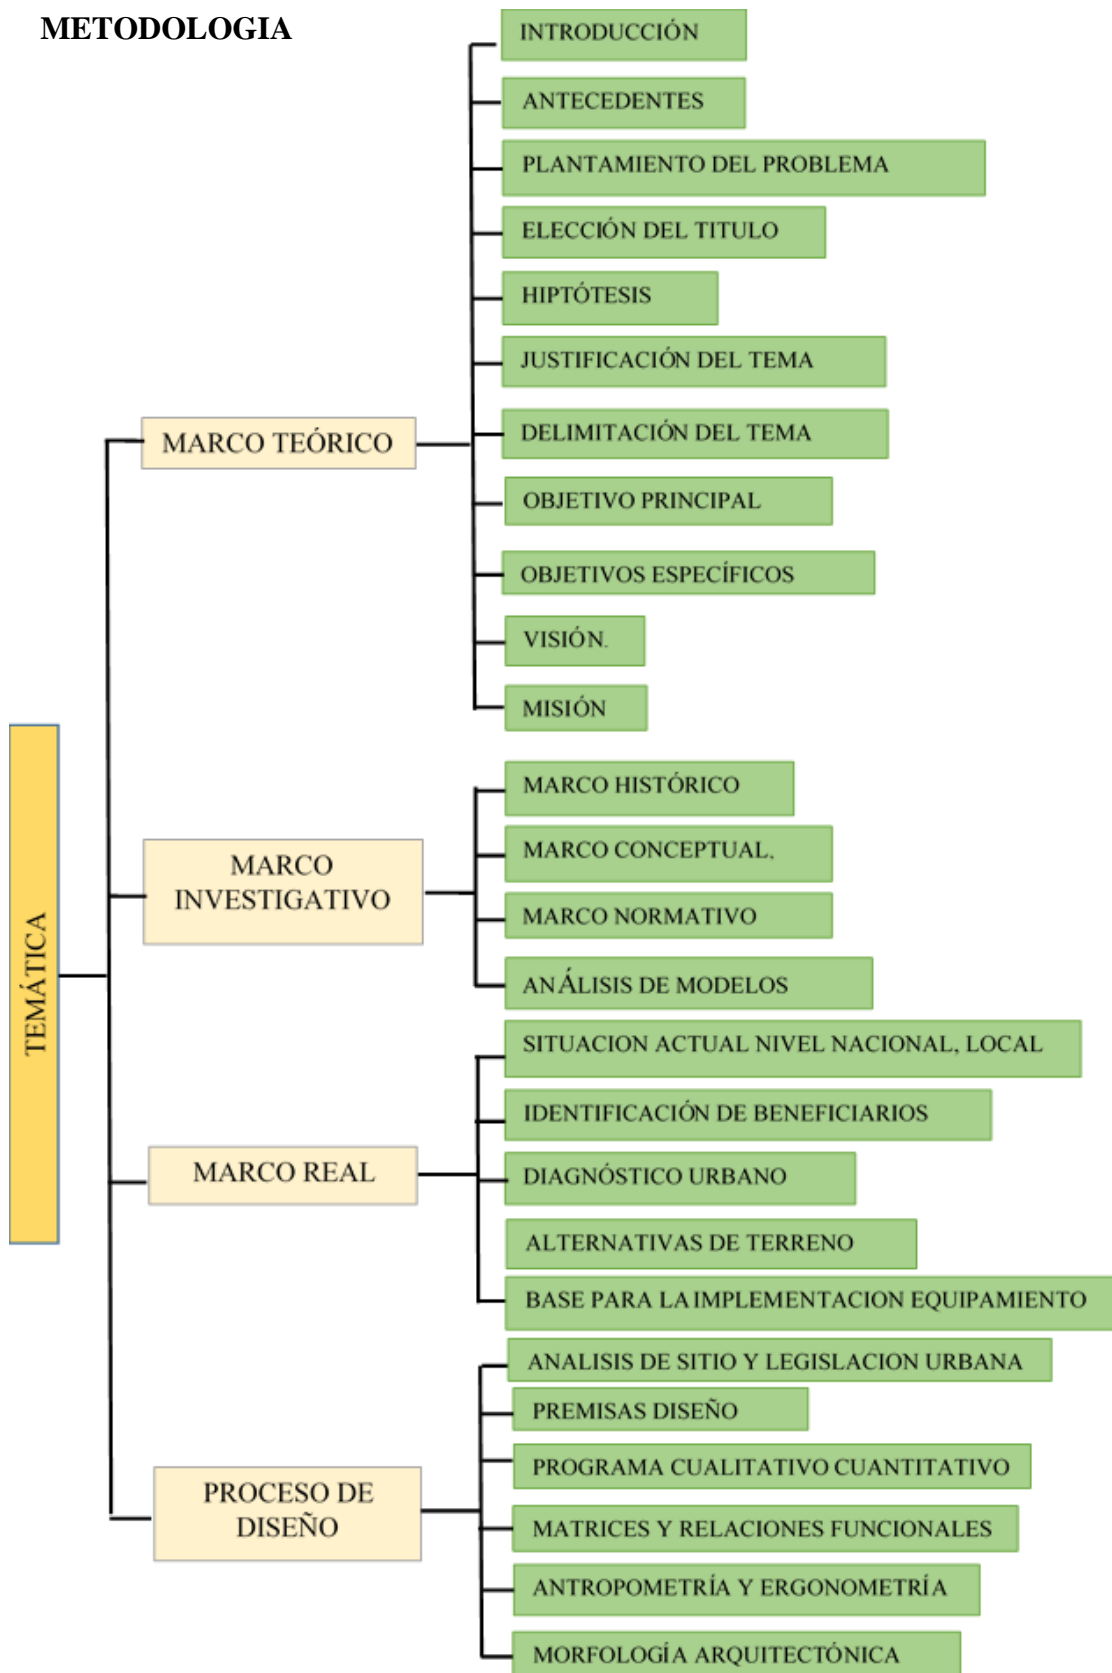 METODOLOGIA
TEMÁTICA
MARCO TEÓRICO
INTRODUCCIÓN
ANTECEDENTES
PLANTAMIENTO DEL PROBLEMA
ELECCIÓN DEL TITULO
HIPTÓTESIS
JUSTIFICACIÓN DEL TEMA
DELIMITACIÓN DEL TEMA
OBJETIVO PRINCIPAL
OBJETIVOS ESPECÍFICOS
VISIÓN.
MISIÓN
MARCO
INVESTIGATIVO
MARCO HISTÓRICO
MARCO CONCEPTUAL,
MARCO NORMATIVO
ANÁLISIS DE MODELOS
MARCO REAL
SITUACION ACTUAL NIVEL NACIONAL, LOCAL
IDENTIFICACIÓN DE BENEFICIARIOS
DIAGNÓSTICO URBANO
ALTERNATIVAS DE TERRENO
BASE PARA LA IMPLEMENTACION EQUIPAMIENTO
PROCESO DE
DISEÑO
ANALISIS DE SITIO Y LEGISLACION URBANA
PREMISAS DISEÑO
PROGRAMA CUALITATIVO CUANTITATIVO
MATRICES Y RELACIONES FUNCIONALES
ANTROPOMETRÍA Y ERGONOMETRÍA
MORFOLOGÍA ARQUITECTÓNICA